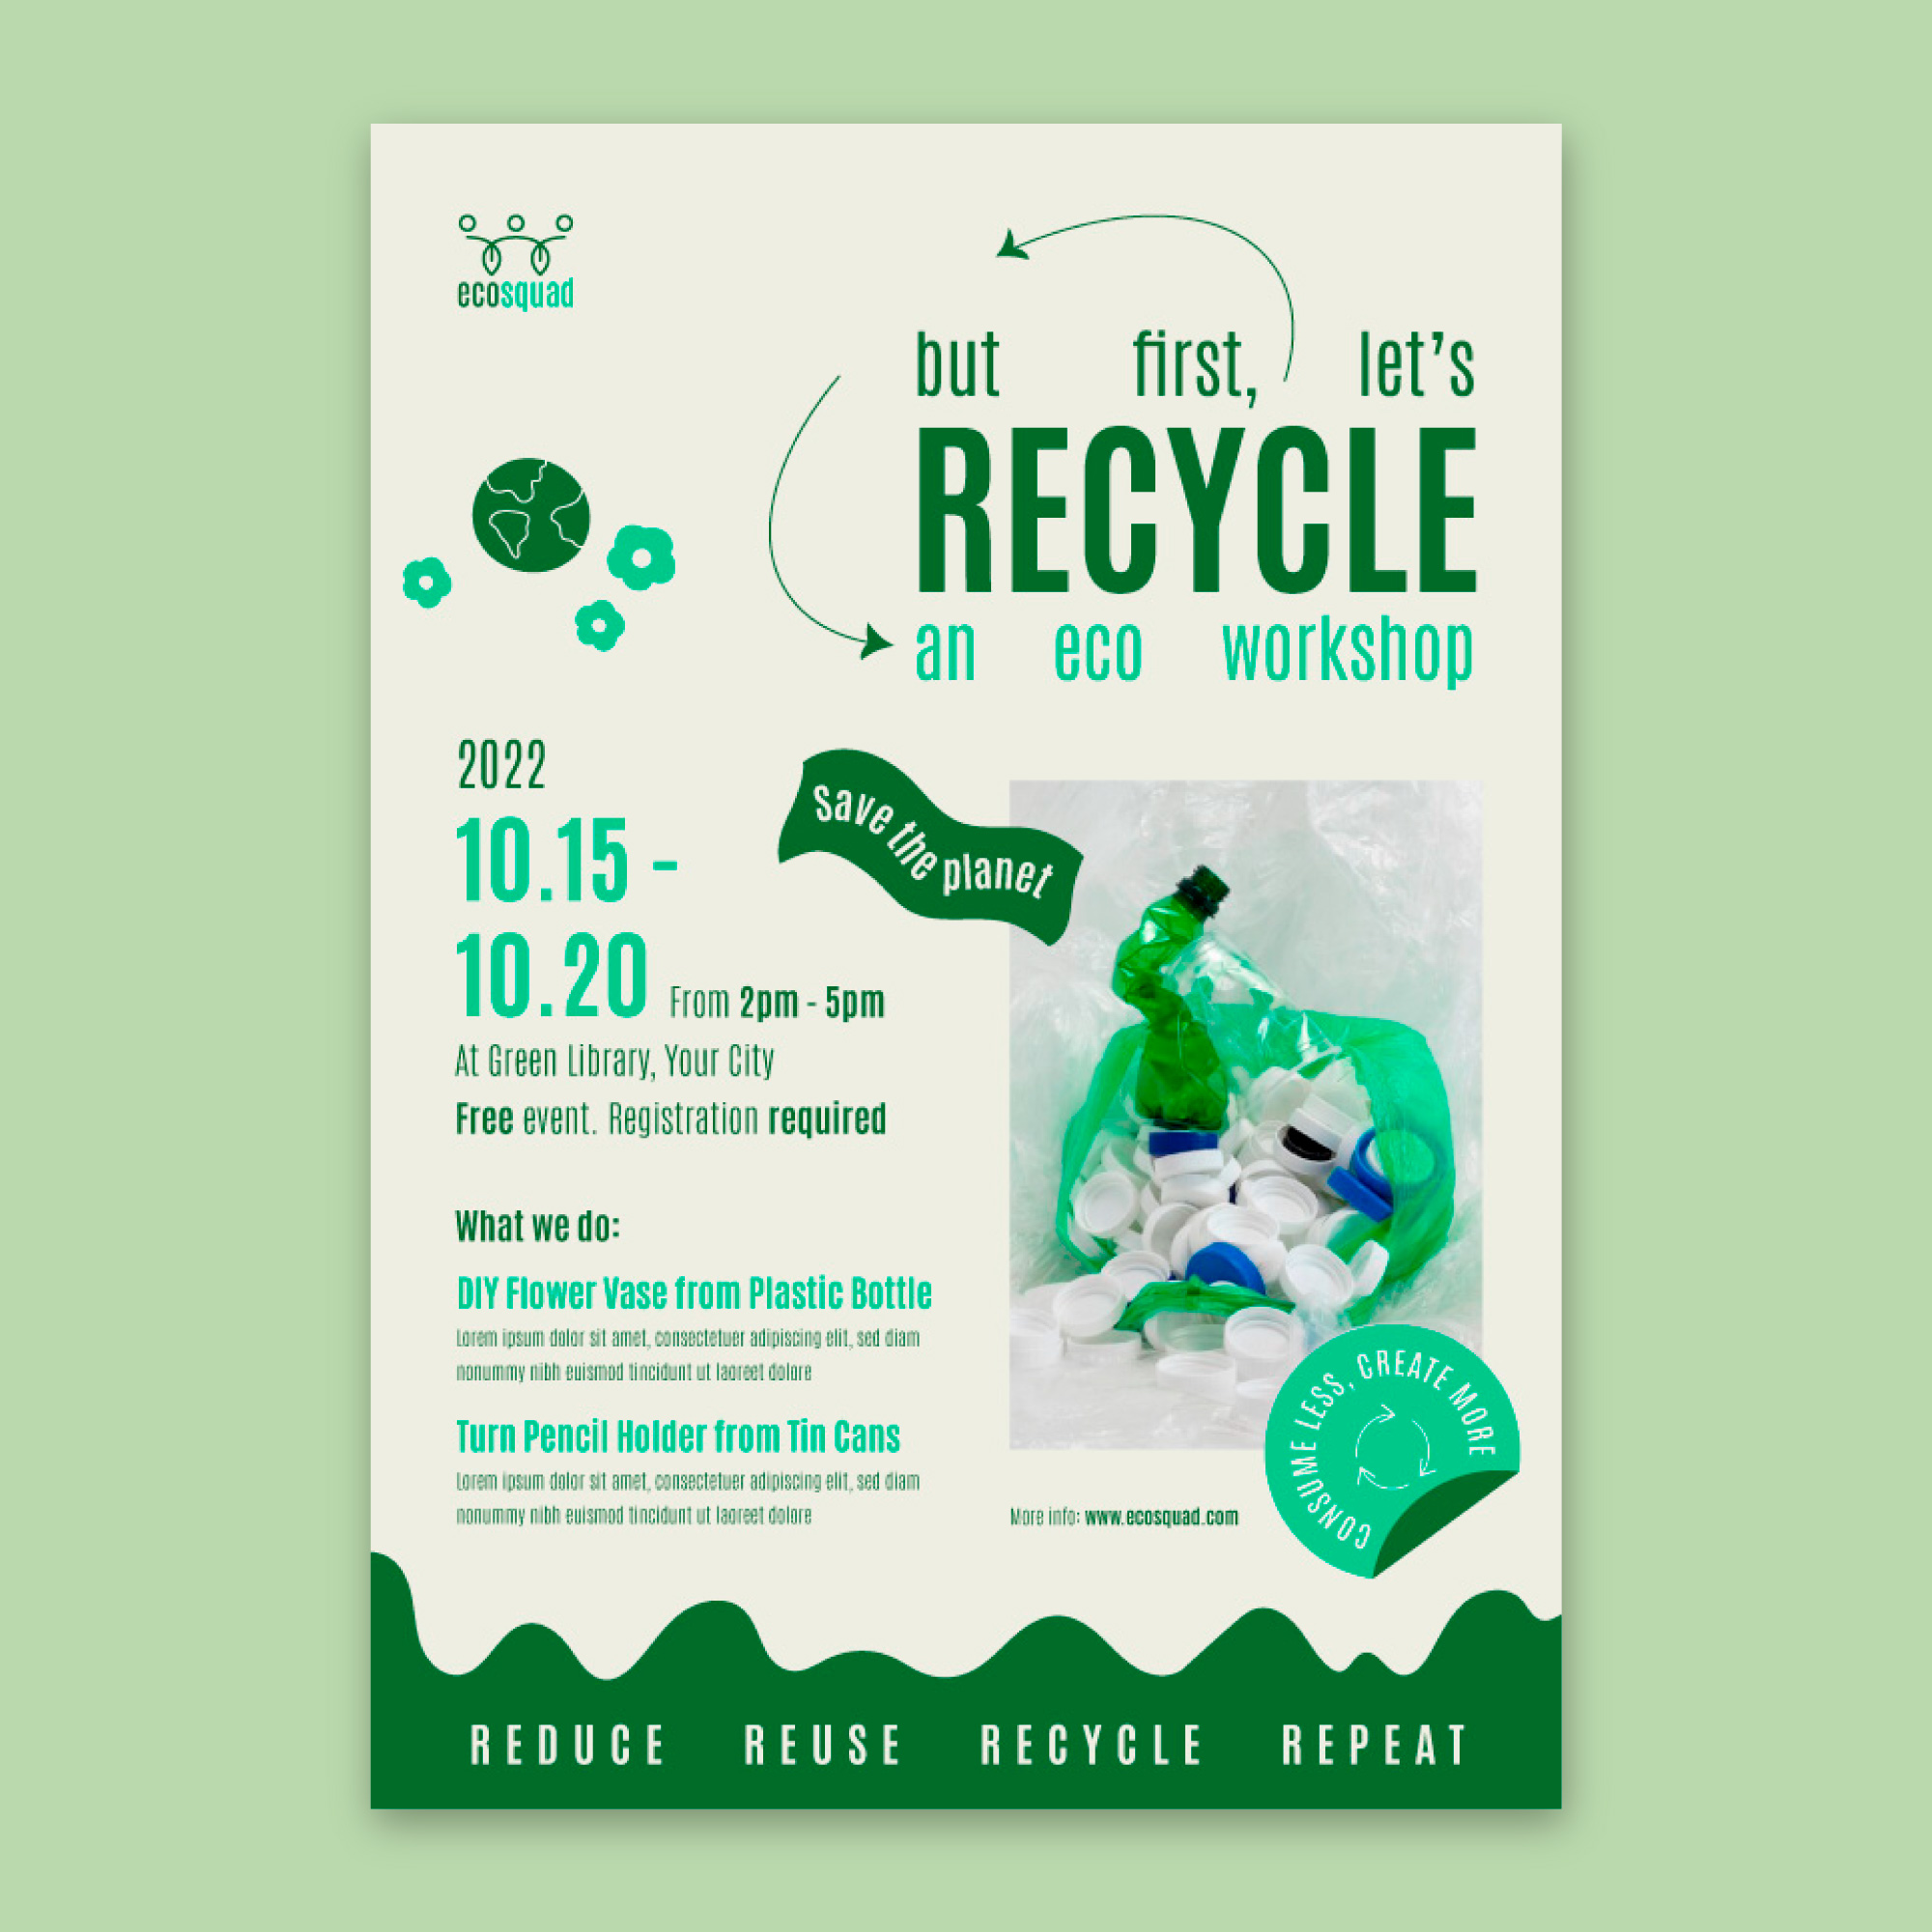 ecosquad
but first, let's
RECYCLE
an eco workshop
2022
10.15 -
10.20 From 2pm - 5pm
At Green Library, Your City
Free event. Registration required
save the planet
What we do:
DIY Flower Vase from Plastic Bottle
Lorem ipsum dolor sit amet, consectetuer adipiscing elit, sed diam
nonummy nibh euismod tincidunt ut laoreet dolore
Turn Pencil Holder from Tin Cans
Lorem ipsum dolor sit amet, consectetuer adipiscing elit, sed diam
nonummy nibh euismod tincidunt ut laoreet dolore
CONSUME LESS, CREATE MORE
More info: www.ecosquad.com
REDUCE REUSE RECYCLE REPEAT